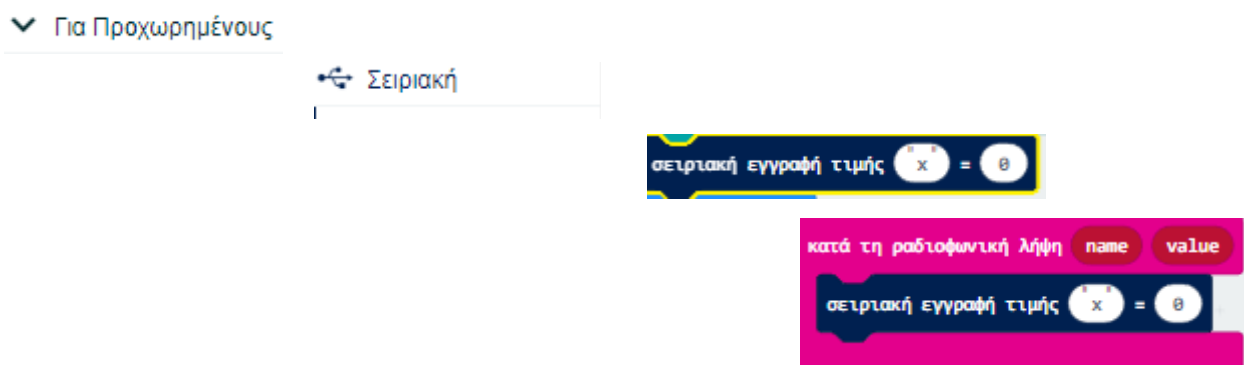 Για Προχωρημένους
Σειριακή
σειριακή εγγραφή τιμής "x" = 0
κατά τη ραδιοφωνική λήψη name value
σειριακή εγγραφή τιμής "x" = 0